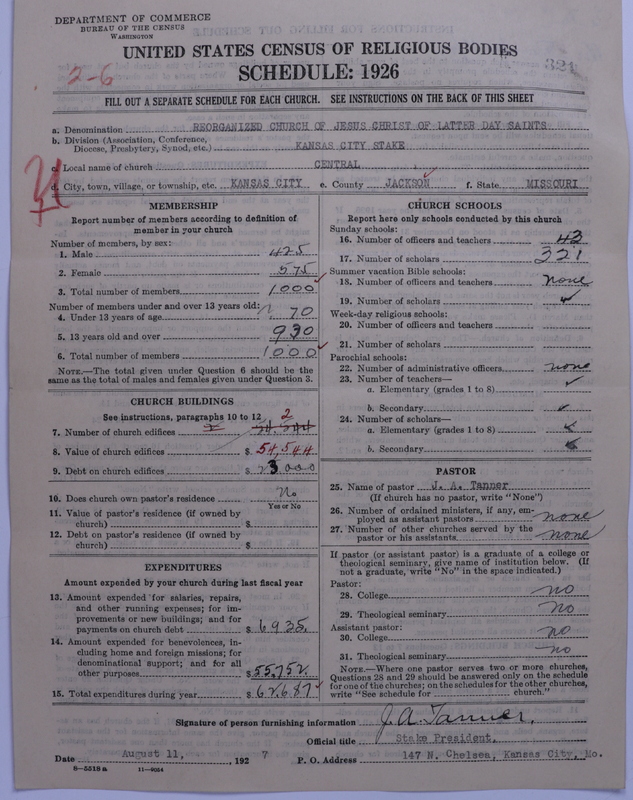 DEPARTMENT OF COMMERCE
BUREAU OF THE CENSUS
WASHINGTON
UNITED STATES CENSUS OF RELIGIOUS BODIES
SCHEDULE: 1926
2-6
321
FILL OUT A SEPARATE SCHEDULE FOR EACH CHURCH. SEE INSTRUCTIONS ON THE BACK OF THIS SHEET
a. Denomination REORGANIZED CHURCH OF JESUS CHRIST OF LATTER DAY SAINTS
b. Division (Association, Conference, Diocese, Presbytery), Synod, etc.) KANSAS CITY STAKE
c. Local name of church CENTRAL
d. City, town, village, or township, etc. KANSAS CITY e. County JACKSON f. State MISSOURI
MEMBERSHIP
Report number of members according to definition of
member in your church
Number of members, by sex:
1. Male 425
2. Female 575
3. Total number of members 1000
Number of members under and over 13 years old:
4. Under 13 years of age 70
5. 13 years old and over 930
6. Total number of members 1000
NOTE.—The total given under Question 6 should be
same as the total of males and females given under Question 3.
CHURCH BUILDINGS
See instructions, paragraphs 10 to 12
7. Number of church edifices 2
8. Value of church edifices $ 54,544
9. Debt on church edifices $ 23000
10. Does church own pastor's residence No
Yes or No
11. Value of pastor's residence (if owned by
church) $
12. Debt on pastor's residence (if owned by
church) $
EXPENDITURES
Amount expended by your church during last fiscal year
13. Amount expended for salaries, repairs,
and other running expenses; for im-
provements or new buildings; and for
payments on church debt $ 6935.
14. Amount expended for benevolences, in-
cluding home and foreign missions; for
denominational support; and for all
other purposes $ 55,752.
15. Total expenditures during year $ 62,687
CHURCH SCHOOLS
Report here only schools conducted by this church
Sunday schools:
16. Number of officers and teachers 43
17. Number of scholars 321
Summer vacation Bible schools:
18. Number of officers and teachers none
19. Number of scholars
Week-day religious schools:
20. Number of officers and teachers
21. Number of scholars
Parochial schools:
22. Number of administrative officers none
23. Number of teachers—
a. Elementary (grades 1 to 8)
b. Secondary
24. Number of scholars—
a. Elementary (grades 1 to 8)
b. Secondary
PASTOR
25. Name of pastor J. A. Tanner
(If church has no pastor, write "None")
26. Number of ordained ministers, if any, em-
ployed as assistant pastors none
27. Number of other churches served by the
pastor or his assistants none
If pastor (or assistant pastor) is a graduate of a college or
theological seminary, give name of institution below. (If
not a graduate, write "No" in the space indicated.)
Pastor:
28. College no
29. Theological seminary no
Assistant pastor:
30. College no
31. Theological seminary no
NOTE.—Where one pastor serves two or more churches,
Questions 28 and 29 should be answered only on the schedule
for one of the churches; on the schedules for the other churches,
write "See schedule for church."
Signature of person furnishing information J.A. Tanner.
Official title Stake President.
Date August 11, 1927 P. O. Address 147 N. Chelsea, Kansas City, Mo.
8—5518 a 11—9054